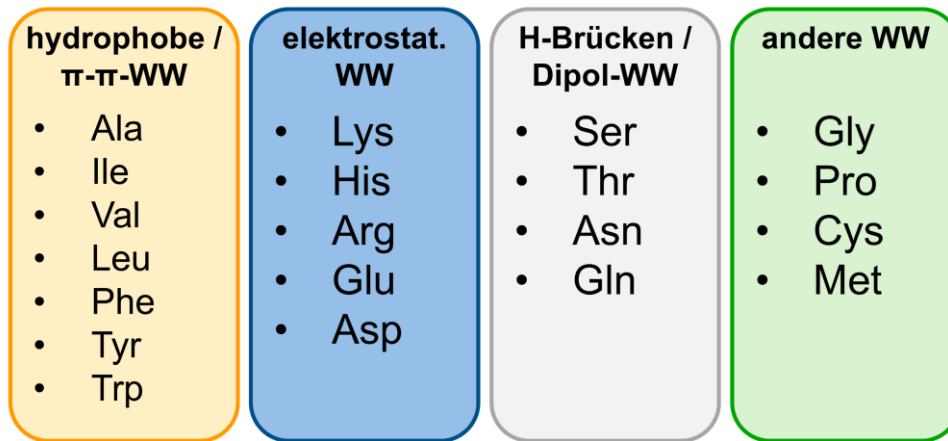 hydrophobe /
π-π-WW
• Ala
• Ile
• Val
• Leu
• Phe
• Tyr
• Trp
elektrostat.
WW
• Lys
• His
• Arg
• Glu
• Asp
H-Brücken /
Dipol-WW
• Ser
• Thr
• Asn
• Gln
andere WW
• Gly
• Pro
• Cys
• Met